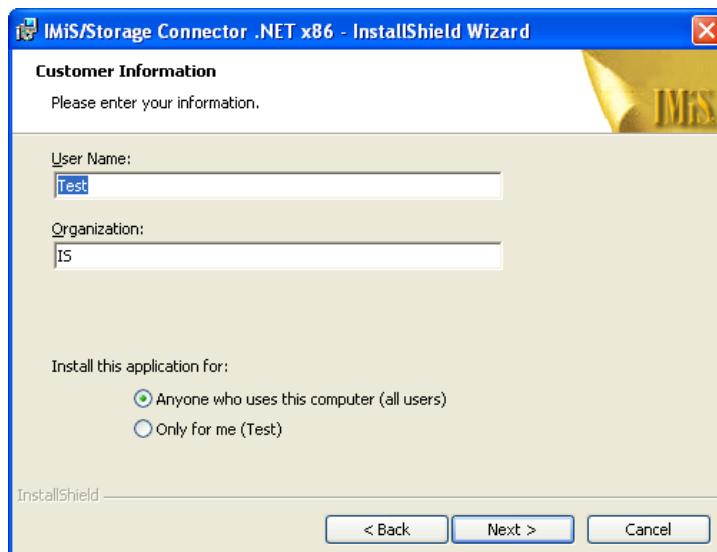 IMiS/Storage Connector .NET x86 - InstallShield Wizard
Customer Information
Please enter your information.
IMiS
User Name:
Test
Organization:
IS
Install this application for:
Anyone who uses this computer (all users)
Only for me (Test)
InstallShield
< Back Next > Cancel